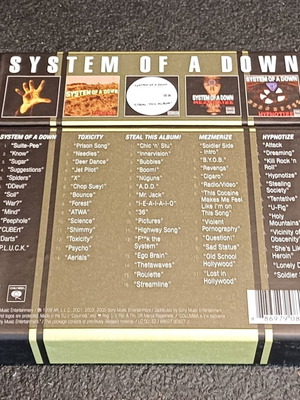 SYSTEM OF A DOWN
SYSTEM OF A DOWN
"Suite-Pee"
"Know"
"Sugar"
"Suggestions"
"Spiders"
"DDevil"
"Soil"
"War?"
"Mind"
"Peephole"
"CUBErt"
"Darts"
"P.L.U.C.K."
TOXICITY
"Prison Song"
"Needles"
"Deer Dance"
"Jet Pilot"
"X"
"Chop Suey!"
"Bounce"
"Forest"
"ATWA"
"Science"
"Shimmy"
"Toxicity"
"Psycho"
"Aerials"
STEAL THIS ALBUM!
"Chic 'n' Stu"
"Innervision"
"Bubbles"
"Boom!"
"Nüguns"
"A.D.D."
"Mr. Jack"
"I-E-A-I-A-I-O"
"36"
"Pictures"
"Highway Song"
"F**k the
System"
"Ego Brain"
"Thetawaves"
"Roulette"
"Streamline"
MEZMERIZE
"Soldier Side -
Intro"
"B.Y.O.B."
"Revenga"
"Cigaro"
"Radio/Video"
"This Cocaine
Makes Me Feel
Like I'm on
This Song"
"Violent
Pornography"
"Question!"
"Sad Statue"
"Old School
Hollywood"
"Lost in
Hollywood"
HYPNOTIZE
"Attack"
"Dreaming"
"Kill Rock 'n
Roll"
"Hypnotize"
"Stealing
Society"
"Tentative"
"U-Fig"
"Holy
Mountains"
"Vicinity of
Obscenity"
"She's Like
Heroin"
"Lonely D
"Soldier S
COLUMBIA